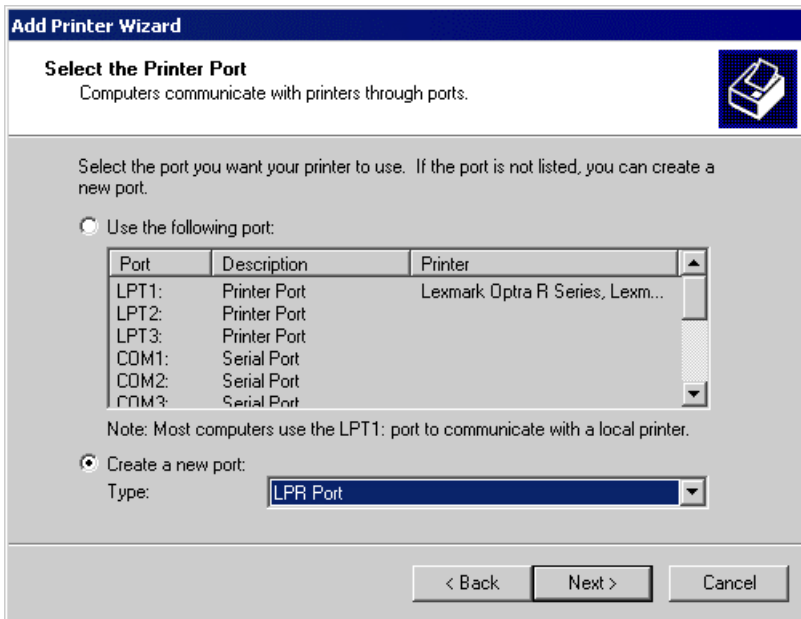 Add Printer Wizard
Select the Printer Port
Computers communicate with printers through ports.
Select the port you want your printer to use. If the port is not listed, you can create a
new port.
Use the following port:
Port Description Printer
LPT1: Printer Port Lexmark Optra R Series, Lexm...
LPT2: Printer Port
LPT3: Printer Port
COM1: Serial Port
COM2: Serial Port
COM3: Serial Port
Note: Most computers use the LPT1: port to communicate with a local printer.
Create a new port:
Type: LPR Port
< Back Next > Cancel